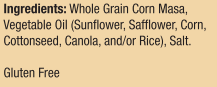 Ingredients: Whole Grain Corn Masa,
Vegetable Oil (Sunflower, Safflower, Corn,
Cottonseed, Canola, and/or Rice), Salt.
Gluten Free